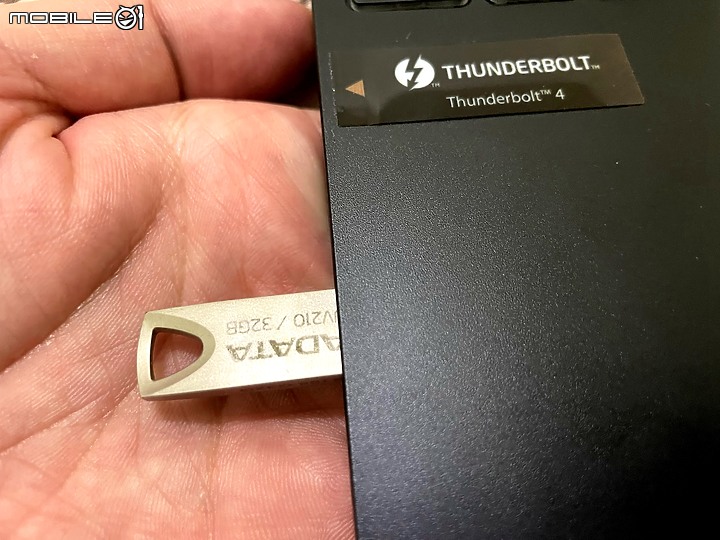 MOBILE01
THUNDERBOLT™
Thunderbolt™ 4
UV210 / 32GB
ADATA